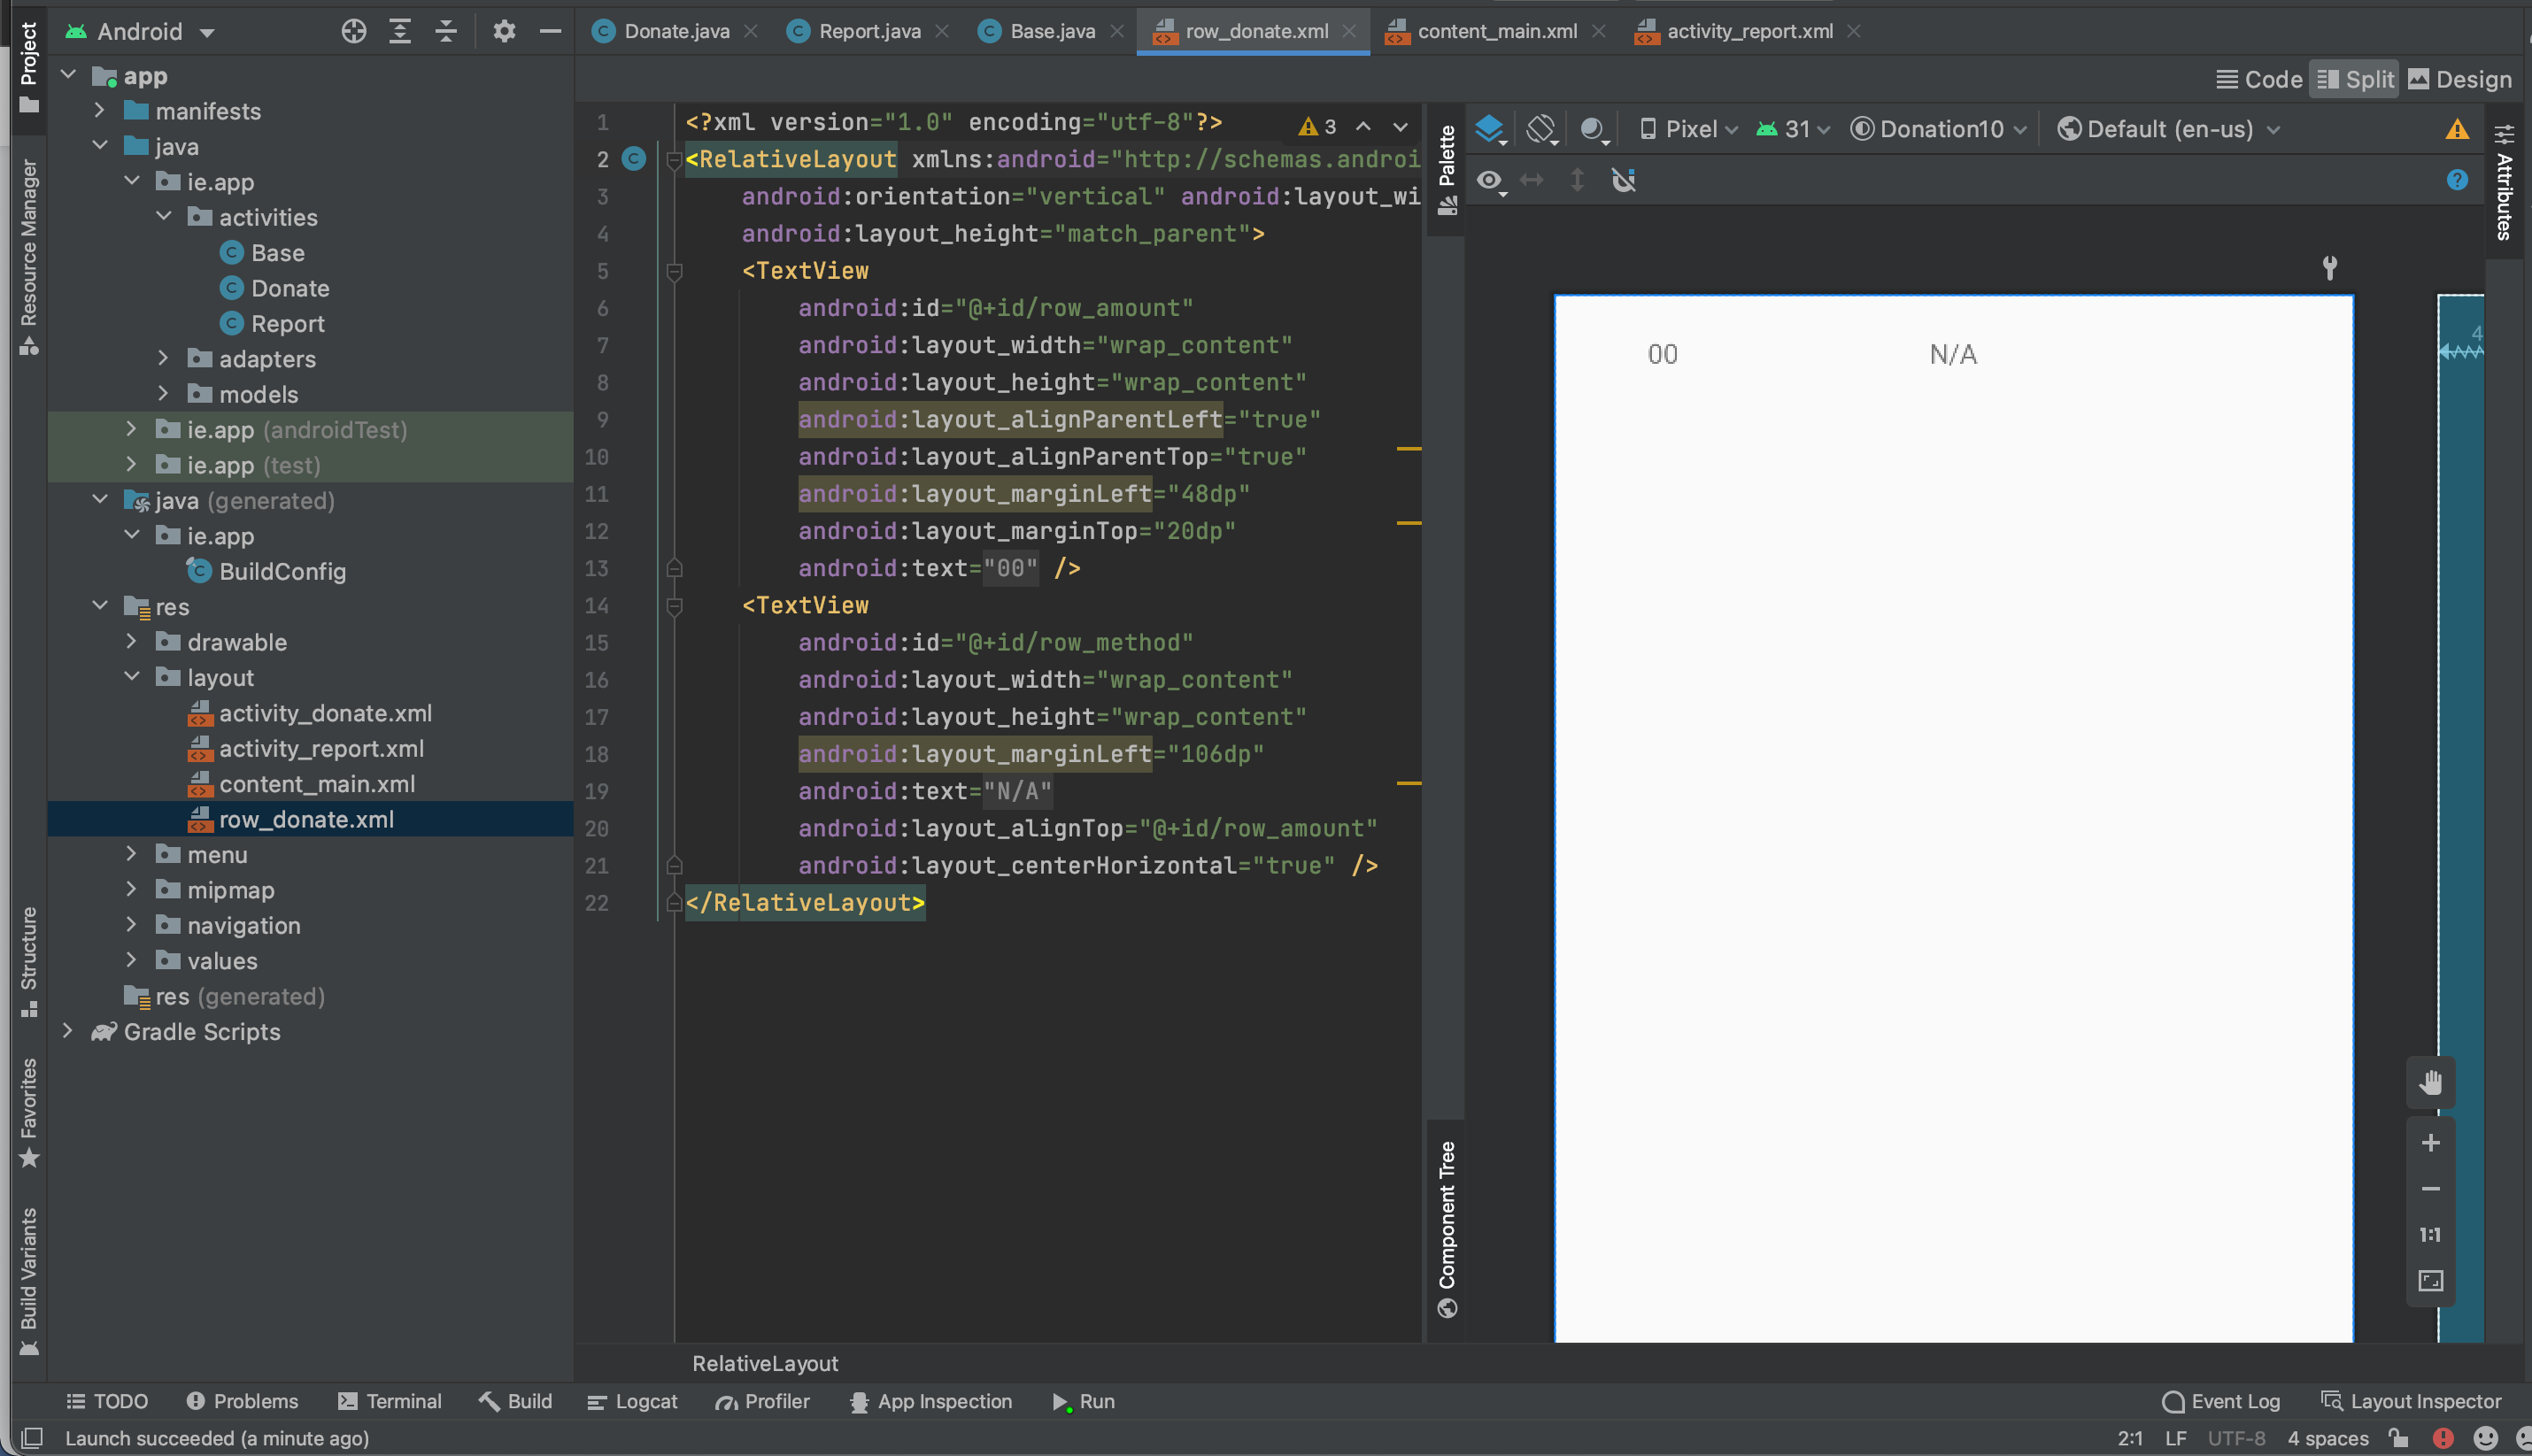 Android
Donate.java
Report.java
Base.java
row_donate.xml
content_main.xml
activity_report.xml
Code
Split
Design
Project
Resource Manager
Structure
Favorites
Build Variants
app
manifests
java
ie.app
activities
Base
Donate
Report
adapters
models
ie.app (androidTest)
ie.app (test)
java (generated)
ie.app
BuildConfig
res
drawable
layout
activity_donate.xml
activity_report.xml
content_main.xml
row_donate.xml
menu
mipmap
navigation
values
res (generated)
Gradle Scripts
1 <?xml version="1.0" encoding="utf-8"?>
3
2 <RelativeLayout xmlns:android="http://schemas.androi
3 android:orientation="vertical" android:layout_wi
4 android:layout_height="match_parent">
5 <TextView
6 android:id="@+id/row_amount"
7 android:layout_width="wrap_content"
8 android:layout_height="wrap_content"
9 android:layout_alignParentLeft="true"
10 android:layout_alignParentTop="true"
11 android:layout_marginLeft="48dp"
12 android:layout_marginTop="20dp"
13 android:text="00" />
14 <TextView
15 android:id="@+id/row_method"
16 android:layout_width="wrap_content"
17 android:layout_height="wrap_content"
18 android:layout_marginLeft="106dp"
19 android:text="N/A"
20 android:layout_alignTop="@+id/row_amount"
21 android:layout_centerHorizontal="true" />
22 </RelativeLayout>
RelativeLayout
Palette
Component Tree
Pixel
31
Donation10
Default (en-us)
Attributes
00
N/A
4
1:1
TODO
Problems
Terminal
Build
Logcat
Profiler
App Inspection
Run
Event Log
Layout Inspector
Launch succeeded (a minute ago)
2:1
LF
UTF-8
4 spaces